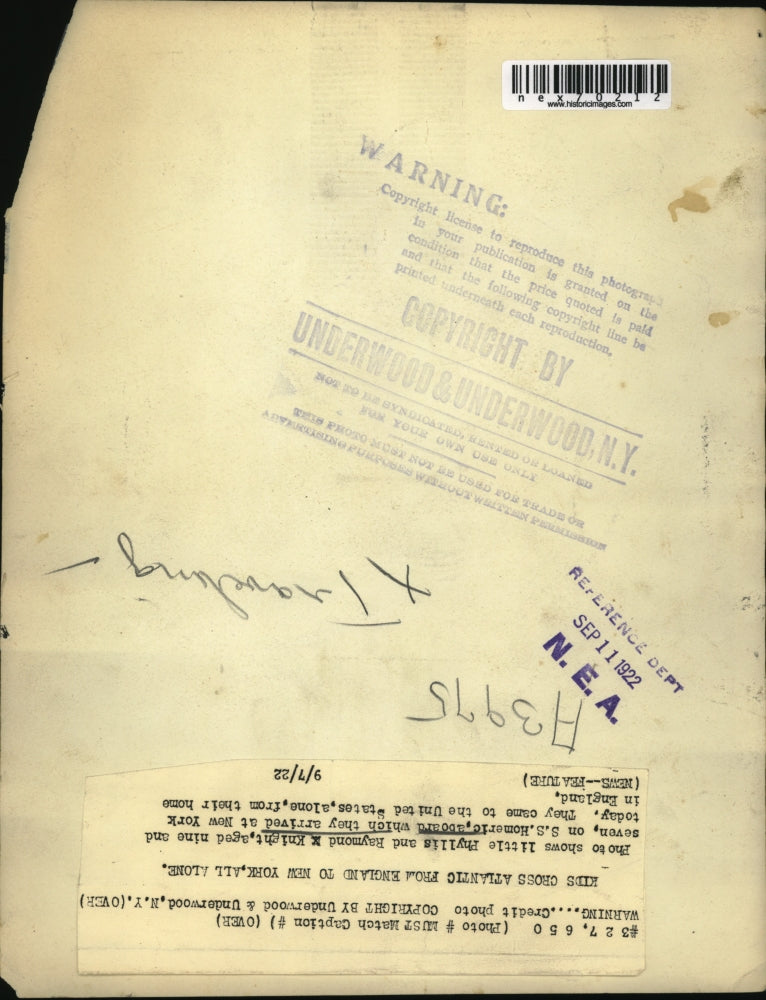 nex70212
www.historicimages.com
WARNING:
Copyright license to reproduce this photograph
in your publication is granted on the
condition that the price quoted is paid
and that the following copyright line be
printed underneath each reproduction.
COPYRIGHT BY
UNDERWOOD & UNDERWOOD, N.Y.
NOT TO BE SYNDICATED, RENTED OR LOANED
FOR YOUR OWN USE ONLY
THIS PHOTO MUST NOT BE USED FOR TRADE OR
ADVERTISING PURPOSES WITHOUT WRITTEN PERMISSION
x Traveling -
REFERENCE DEPT
SEP 11 1922
N. E. A.
H3975
#327,650 (Photo # MUST Match Caption #) (OVER)
WARNING.....Credit photo COPYRIGHT BY Underwood & Underwood,N.Y.(OVER)
KIDS CROSS ATLANTIC FROM ENGLAND TO NEW YORK,ALL ALONE.
Photo shows little Phyllis and Raymond Knight,aged nine and
seven, on S.S.Homeric,aboard which they arrived at New York
today. They came to the United States,alone,from their home
in England.
(NEWS--FEATURE) 9/7/22